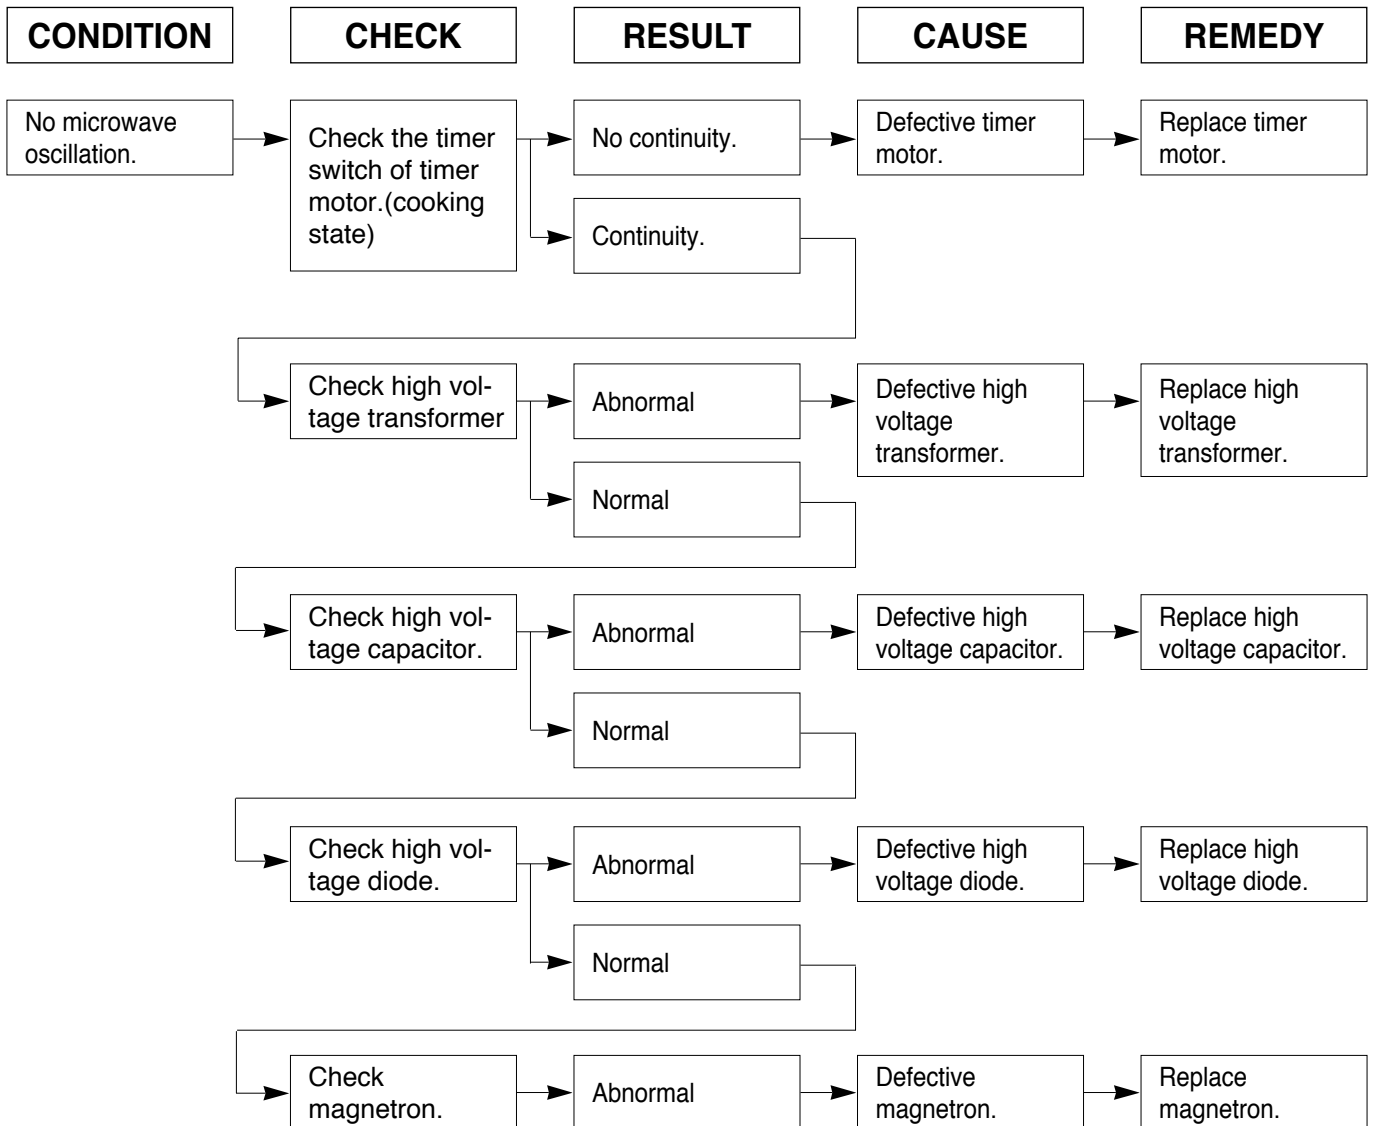 CONDITION CHECK RESULT CAUSE REMEDY
No microwave
oscillation.
Check the timer
switch of timer
motor.(cooking
state)
No continuity.
Defective timer
motor.
Replace timer
motor.
Continuity.
Check high vol-
tage transformer
Abnormal
Defective high
voltage
transformer.
Replace high
voltage
transformer.
Normal
Check high vol-
tage capacitor.
Abnormal
Defective high
voltage capacitor.
Replace high
voltage capacitor.
Normal
Check high vol-
tage diode.
Abnormal
Defective high
voltage diode.
Replace high
voltage diode.
Normal
Check
magnetron.
Abnormal
Defective
magnetron.
Replace
magnetron.